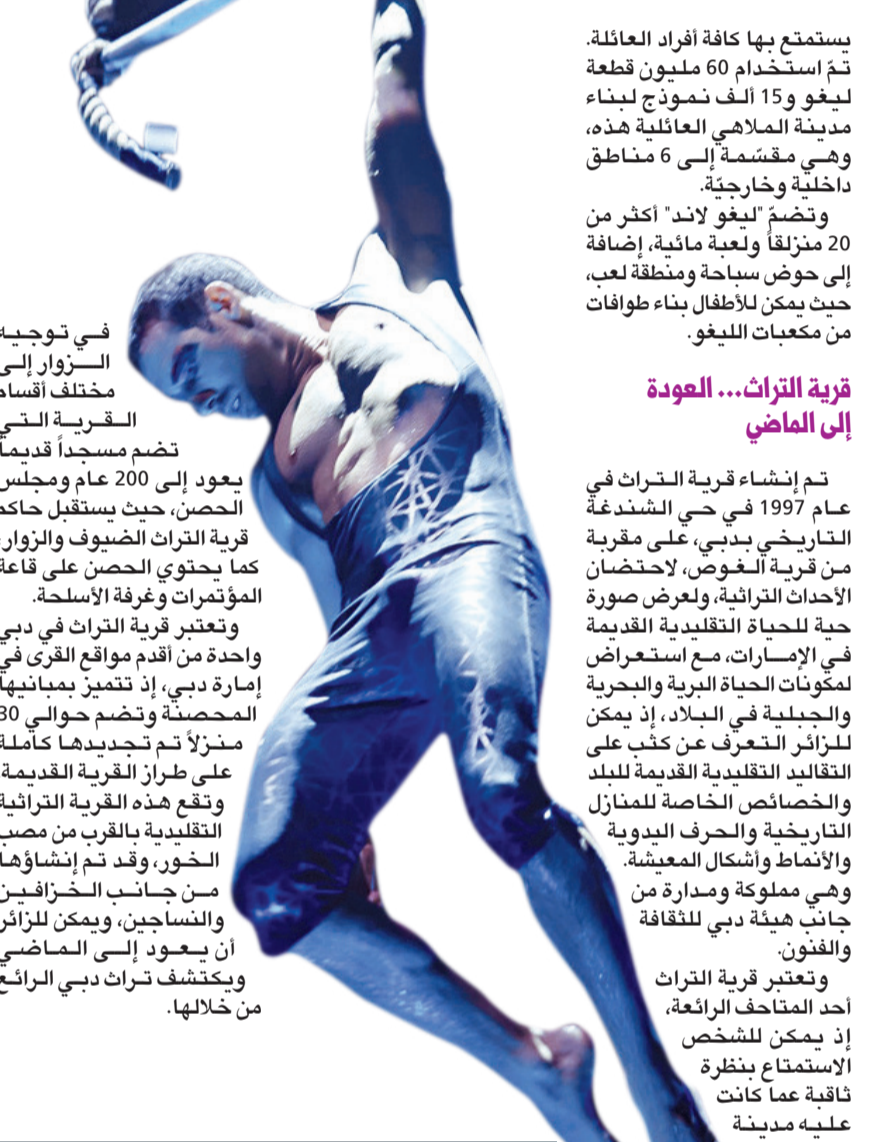 يستمتع بها كافة أفراد العائلة.
تمّ استخدام 60 مليون قطعة
ليغو و15 ألف نموذج لبناء
مدينة الملاهي العائلية هذه،
وهي مقسّمة إلى 6 مناطق
داخلية وخارجيّة.
وتضمّ "ليغو لاند" أكثر من
20 منزلقاً ولعبة مائية، إضافة
إلى حوض سباحة ومنطقة لعب،
حيث يمكن للأطفال بناء طوافات
من مكعبات الليغو.
قرية التراث... العودة
إلى الماضي
تم إنشاء قرية التراث في
عام 1997 في حي الشندغة
التاريخي بدبي، على مقربة
من قرية الغوص، لاحتضان
الأحداث التراثية، ولعرض صورة
حية للحياة التقليدية القديمة
في الإمارات، مع استعراض
لمكونات الحياة البرية والبحرية
والجبلية في البلاد، إذ يمكن
للزائر التعرف عن كثب على
التقاليد التقليدية القديمة للبلد
والخصائص الخاصة للمنازل
التاريخية والحرف اليدوية
والأنماط وأشكال المعيشة.
وهي مملوكة ومدارة من
جانب هيئة دبي للثقافة
والفنون.
وتعتبر قرية التراث
أحد المتاحف الرائعة،
إذ يمكن للشخص
الاستمتاع بنظرة
ثاقبة عما كانت
عليه مدينة
في توجيه
الزوار إلى
مختلف أقسام
القرية التي
تضم مسجداً قديماً
يعود إلى 200 عام ومجلس
الحصن، حيث يستقبل حاكم
قرية التراث الضيوف والزوار،
كما يحتوي الحصن على قاعة
المؤتمرات وغرفة الأسلحة.
وتعتبر قرية التراث في دبي
واحدة من أقدم مواقع القرى في
إمارة دبي، إذ تتميز بمبانيها
المحصنة وتضم حوالي 30
منزلاً تم تجديدها كاملة
على طراز القرية القديمة.
وتقع هذه القرية التراثية
التقليدية بالقرب من مصب
الخور، وقد تم إنشاؤها
من جانب الخزافين
والنساجين، ويمكن للزائر
أن يعود إلى الماضي
ويكتشف تراث دبي الرائع
من خلالها.